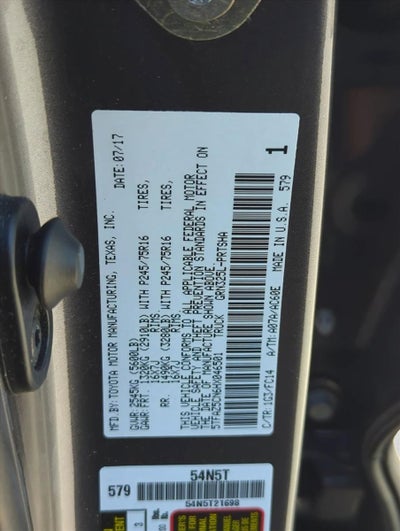 MFD. BY: TOYOTA MOTOR MANUFACTURING, TEXAS, INC. DATE: 07/17
GVWR: 2545KG (5600LB)
GAWR: FRT. 1320KG (2910LB) WITH P245/75R16 TIRES,
16X7J RIMS
RR. 1490KG (3280LB) WITH P245/75R16 TIRES,
16X7J RIMS
THIS VEHICLE CONFORMS TO ALL APPLICABLE FEDERAL MOTOR
VEHICLE SAFETY AND THEFT PREVENTION STANDARDS IN EFFECT ON
THE DATE OF MANUFACTURE SHOWN ABOVE.
5TFAZ5CN6HX046501 TRUCK GRN325L-PRTSHA
C/TR: 1G3/FC14 A/TM: A07A/AC60E
MADE IN U.S.A. 579
1
54N5T
579
54N5T21698